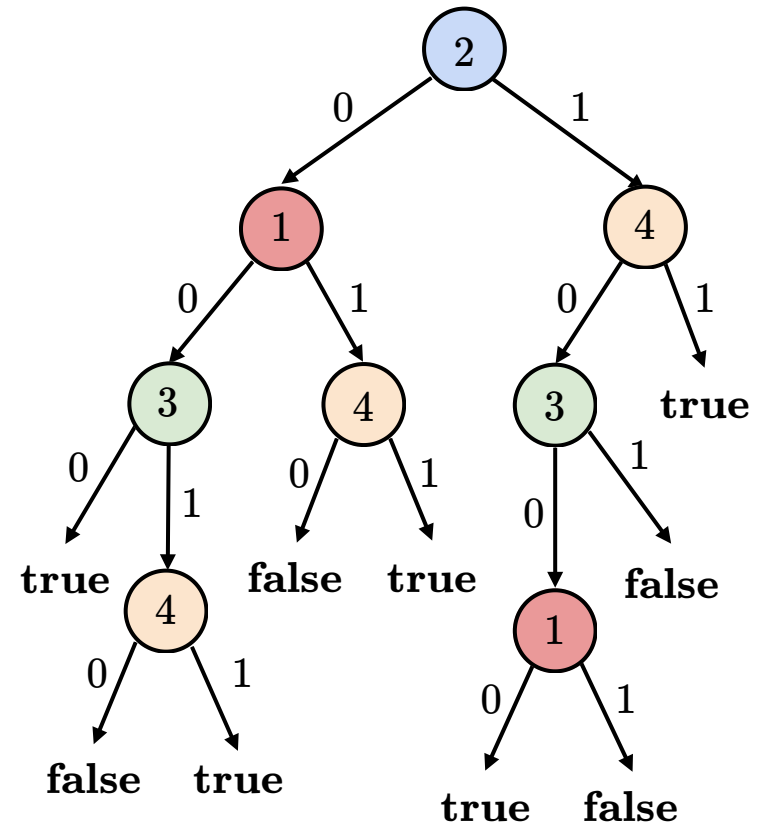 2
0 1
1 4
0 1 0 1
3 4 3 true
0 1 0 1 0 1
true false true false
4 1
0 1 0 1
false true true false